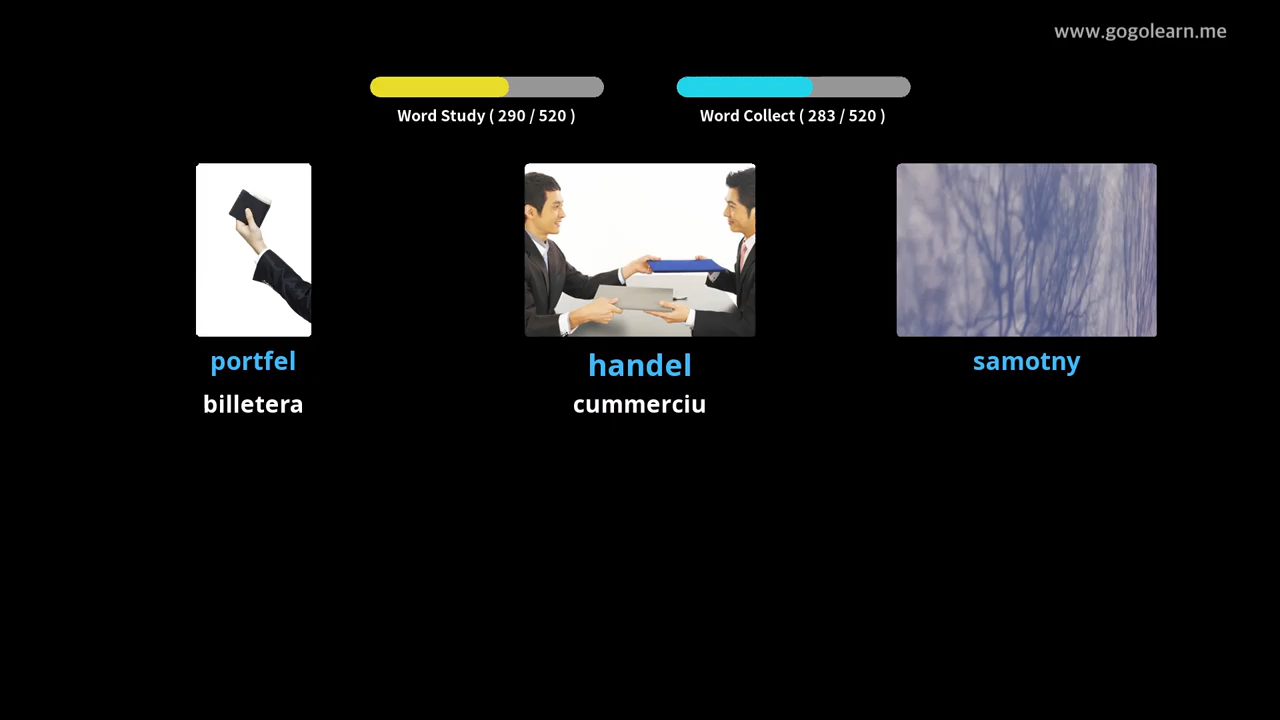 www.gogolearn.me
Word Study ( 290 / 520 )
Word Collect ( 283 / 520 )
portfel
handel
samotny
billetera
cummerciu